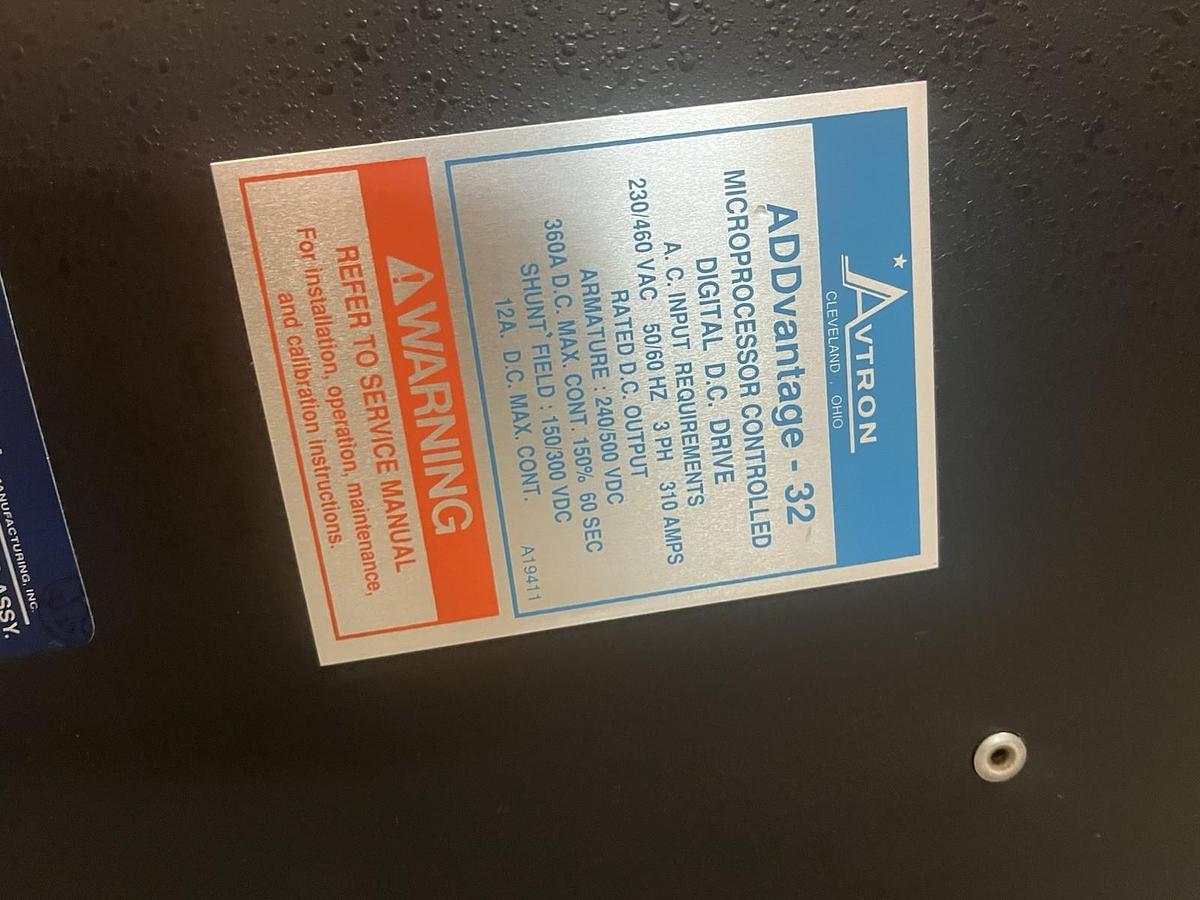 AVTRON
CLEVELAND , OHIO
ADDvantage - 32
MICROPROCESSOR CONTROLLED
DIGITAL D.C. DRIVE
A. C. INPUT REQUIREMENTS
230/460 VAC 50/60 HZ 3 PH 310 AMPS
RATED D.C. OUTPUT
ARMATURE : 240/500 VDC
360A D.C. MAX. CONT. 150% 60 SEC
SHUNT FIELD : 150/300 VDC
12A. D.C. MAX. CONT.
A19411
⚠WARNING
REFER TO SERVICE MANUAL
For installation, operation, maintenance,
and calibration instructions.
MANUFACTURING, INC.
ASSY.